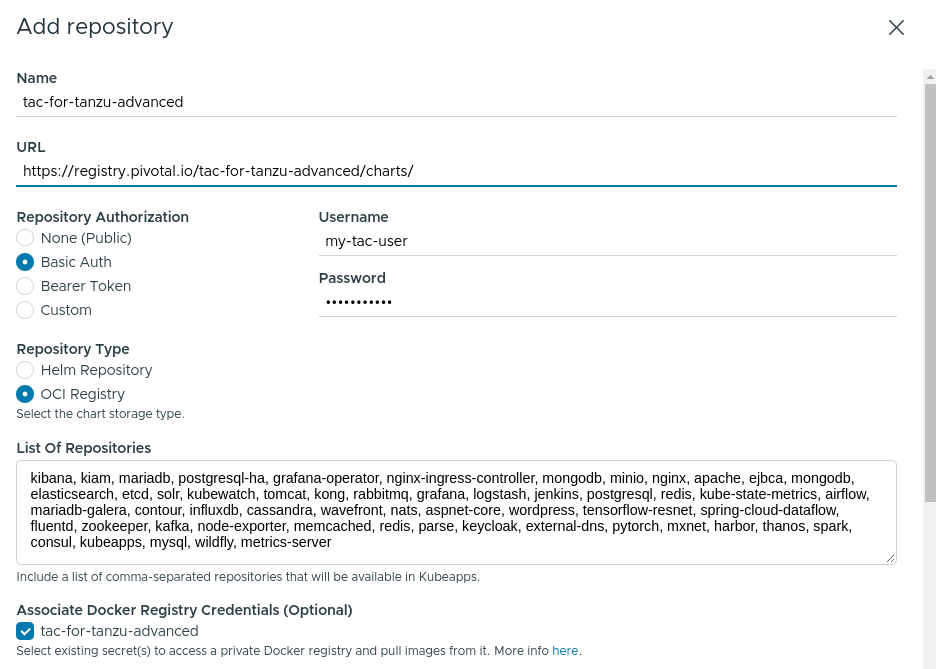 Add repository
Name
tac-for-tanzu-advanced
URL
https://registry.pivotal.io/tac-for-tanzu-advanced/charts/
Repository Authorization
None (Public)
Basic Auth
Bearer Token
Custom
Username
my-tac-user
Password
•••••••••••
Repository Type
Helm Repository
OCI Registry
Select the chart storage type.
List Of Repositories
kibana, kiam, mariadb, postgresql-ha, grafana-operator, nginx-ingress-controller, mongodb, minio, nginx, apache, ejbca, mongodb,
elasticsearch, etcd, solr, kubewatch, tomcat, kong, rabbitmq, grafana, logstash, jenkins, postgresql, redis, kube-state-metrics, airflow,
mariadb-galera, contour, influxdb, cassandra, wavefront, nats, aspnet-core, wordpress, tensorflow-resnet, spring-cloud-dataflow,
fluentd, zookeeper, kafka, node-exporter, memcached, redis, parse, keycloak, external-dns, pytorch, mxnet, harbor, thanos, spark,
consul, kubeapps, mysql, wildfly, metrics-server
Include a list of comma-separated repositories that will be available in Kubeapps.
Associate Docker Registry Credentials (Optional)
tac-for-tanzu-advanced
Select existing secret(s) to access a private Docker registry and pull images from it. More info here.